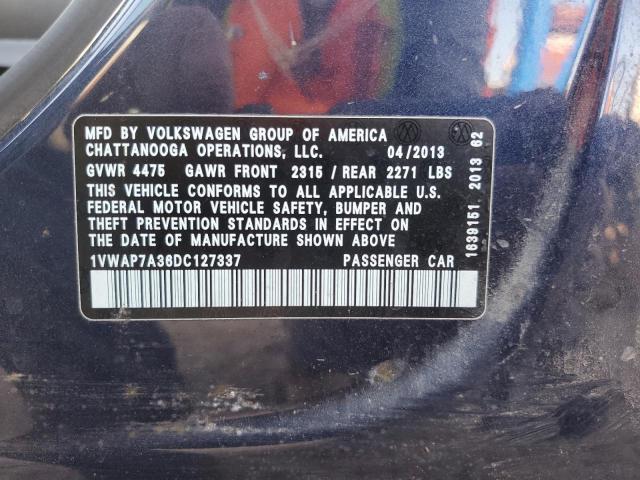 MFD BY VOLKSWAGEN GROUP OF AMERICA
CHATTANOOGA OPERATIONS, LLC. 04/2013
GVWR 4475 GAWR FRONT 2315 / REAR 2271 LBS
THIS VEHICLE CONFORMS TO ALL APPLICABLE U.S.
FEDERAL MOTOR VEHICLE SAFETY, BUMPER AND
THEFT PREVENTION STANDARDS IN EFFECT ON
THE DATE OF MANUFACTURE SHOWN ABOVE
1VWAP7A36DC127337 PASSENGER CAR
1639151 2013 62